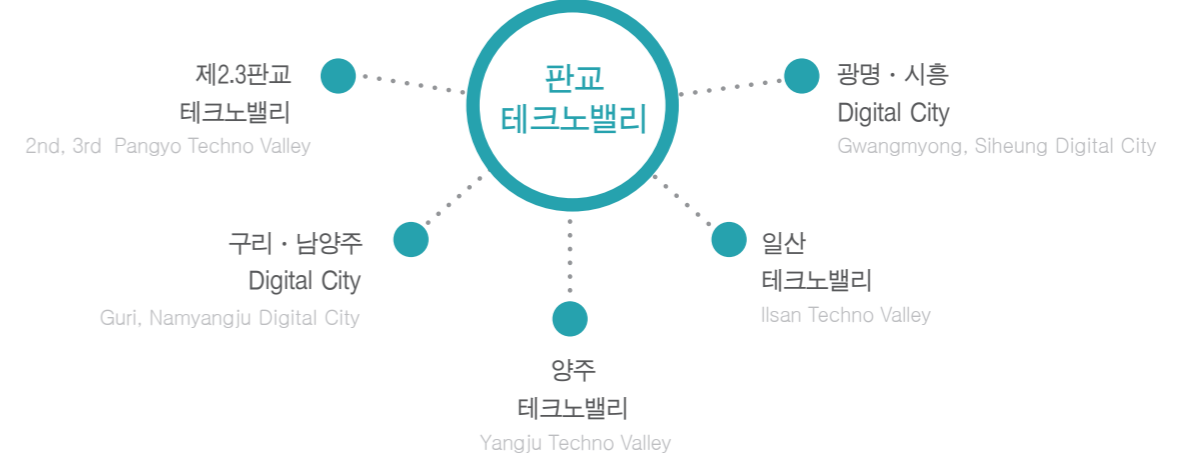 판교
테크노밸리
제2.3판교
테크노밸리
2nd, 3rd Pangyo Techno Valley
광명 · 시흥
Digital City
Gwangmyong, Siheung Digital City
구리 · 남양주
Digital City
Guri, Namyangju Digital City
일산
테크노밸리
Ilsan Techno Valley
양주
테크노밸리
Yangju Techno Valley